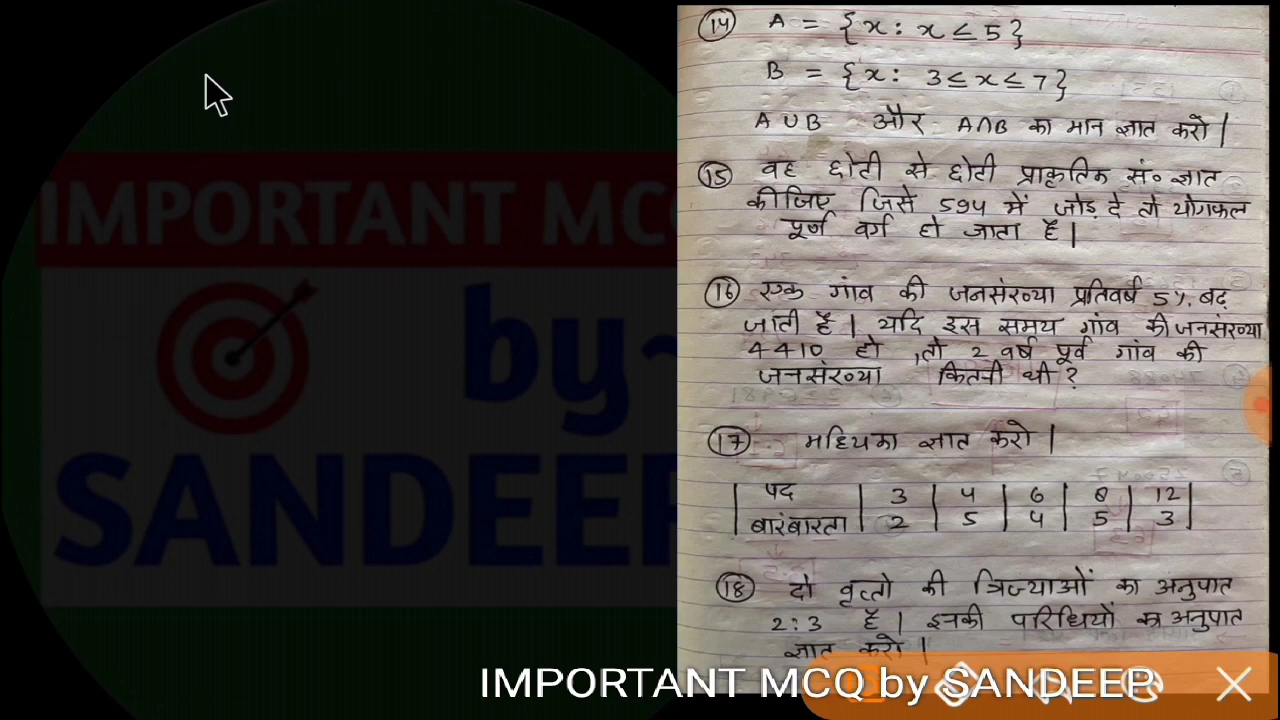 IMPORTANT MC
by~
SANDEEP
(14) A = {x: x ≤ 5}
B = {x: 3 ≤ x ≤ 7}
A∪B और A∩B का मान ज्ञात करो |
(15) वह छोटी से छोटी प्राकृतिक सं० ज्ञात
कीजिए जिसे 594 में जोड़ दे तो योगफल
पूर्ण वर्ग हो जाता है |
(16) एक गांव की जनसंख्या प्रतिवर्ष 5% बढ़
जाती है | यदि इस समय गांव की जनसंख्या
4410 हो , तो 2 वर्ष पूर्व गांव की
जनसंख्या कितनी थी ?
(17) माध्यिका ज्ञात करो |
| पद | 3 | 4 | 6 | 8 | 12 |
| बारंबारता | 2 | 5 | 4 | 5 | 3 |
(18) दो वृत्तो की त्रिज्याओं का अनुपात
2:3 है | इनकी परिधियों का अनुपात
ज्ञात करो |
IMPORTANT MCQ by SANDEEP